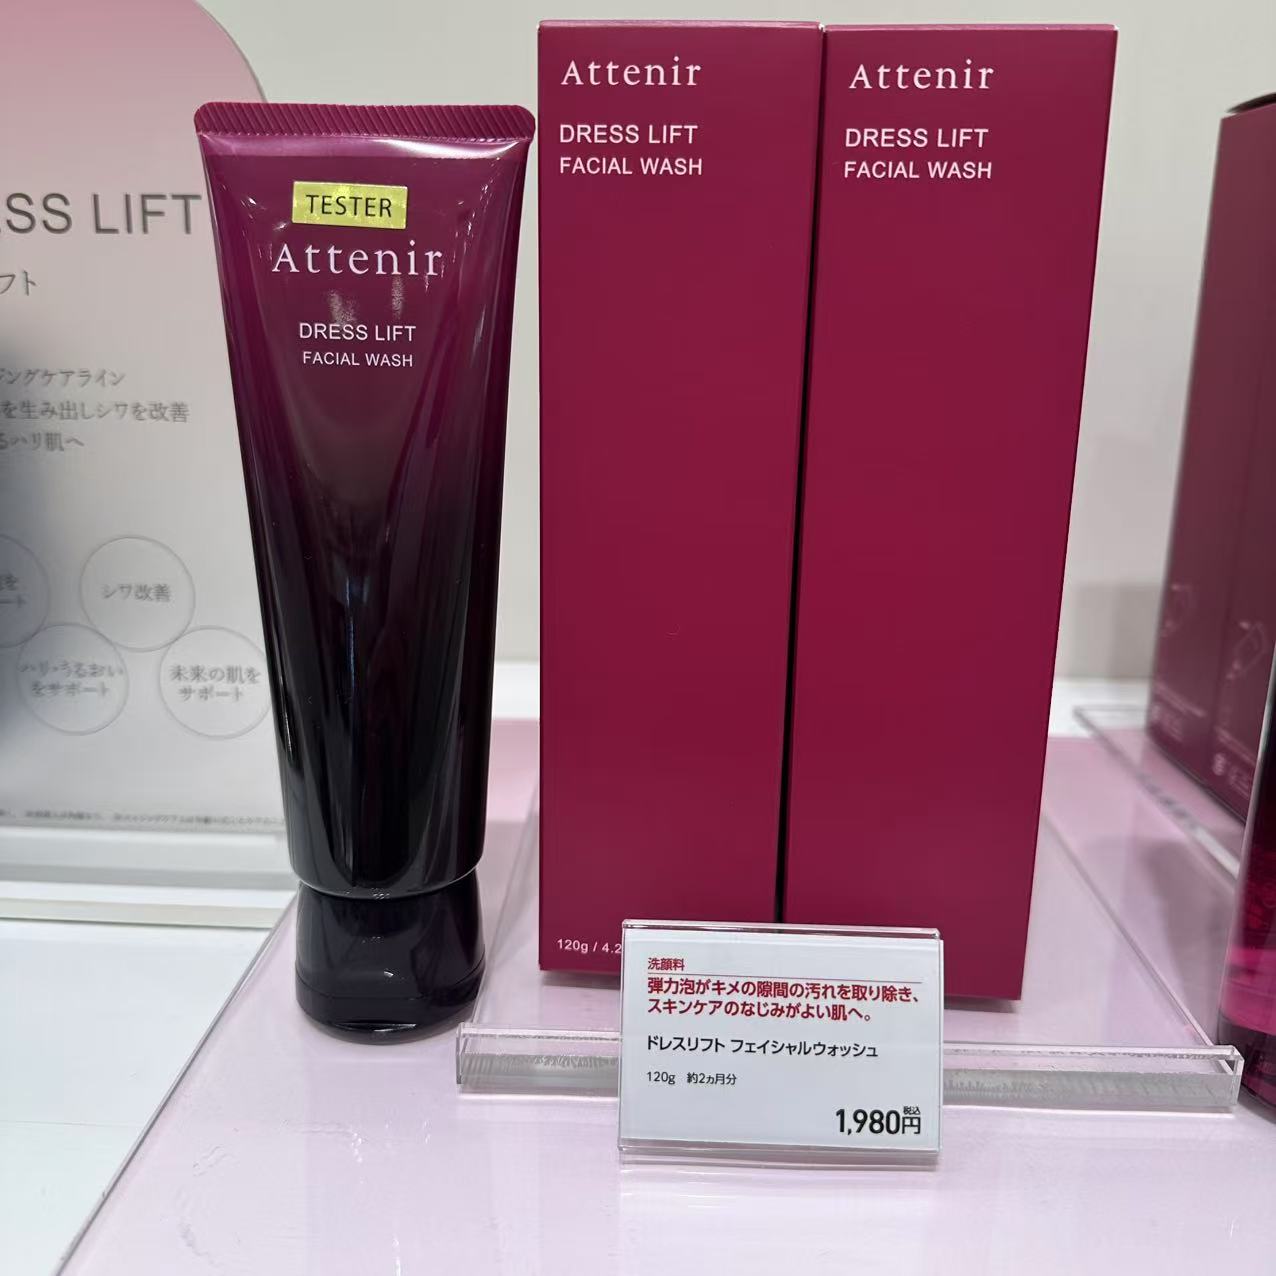 SS LIFT
フト
ングケアライン
を生み出しシワを改善
るハリ肌へ
シワ改善
ハリ・うるおい
をサポート
未来の肌を
サポート
TESTER
Attenir
DRESS LIFT
FACIAL WASH
Attenir
DRESS LIFT
FACIAL WASH
120g / 4.2
Attenir
DRESS LIFT
FACIAL WASH
洗顔料
弾力泡がキメの隙間の汚れを取り除き、
スキンケアのなじみがよい肌へ。
ドレスリフト フェイシャルウォッシュ
120g 約2ヵ月分
1,980円税込